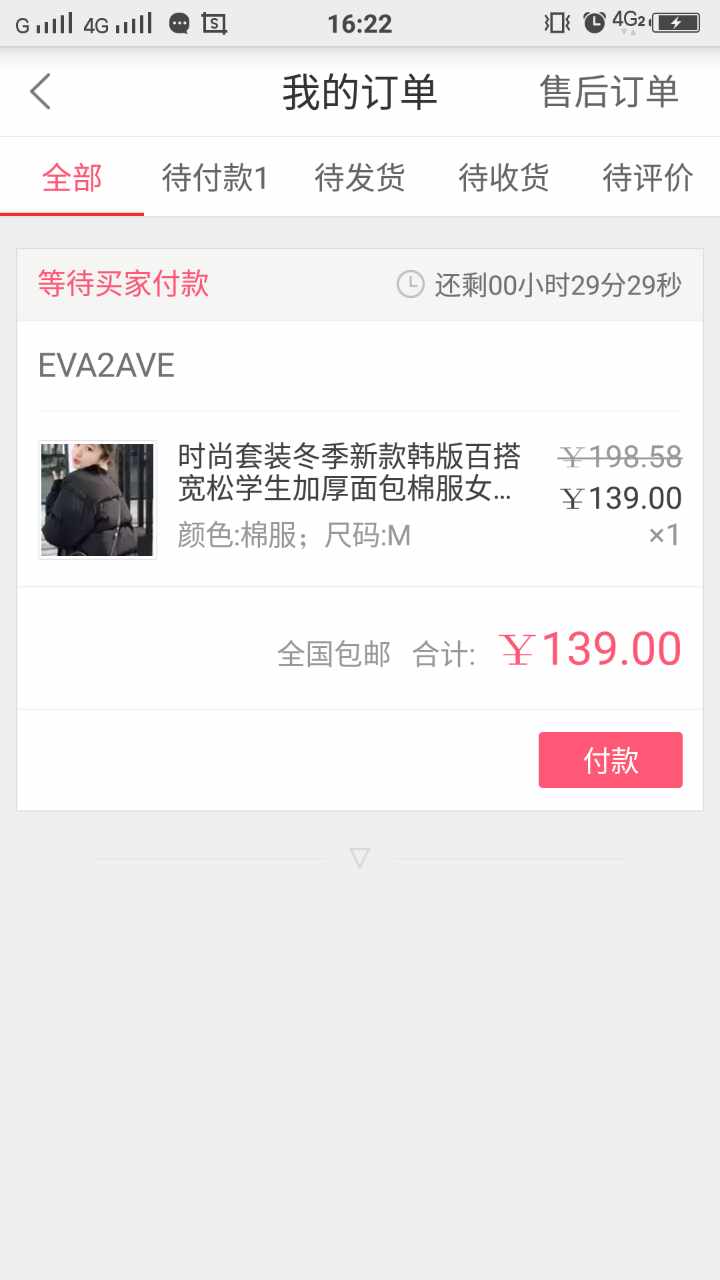 G 4G 16:22 4G2
我的订单 售后订单
全部 待付款1 待发货 待收货 待评价
等待买家付款 还剩00小时29分29秒
EVA2AVE
时尚套装冬季新款韩版百搭 ￥198.58
宽松学生加厚面包棉服女... ￥139.00
颜色:棉服；尺码:M ×1
全国包邮 合计: ￥139.00
付款